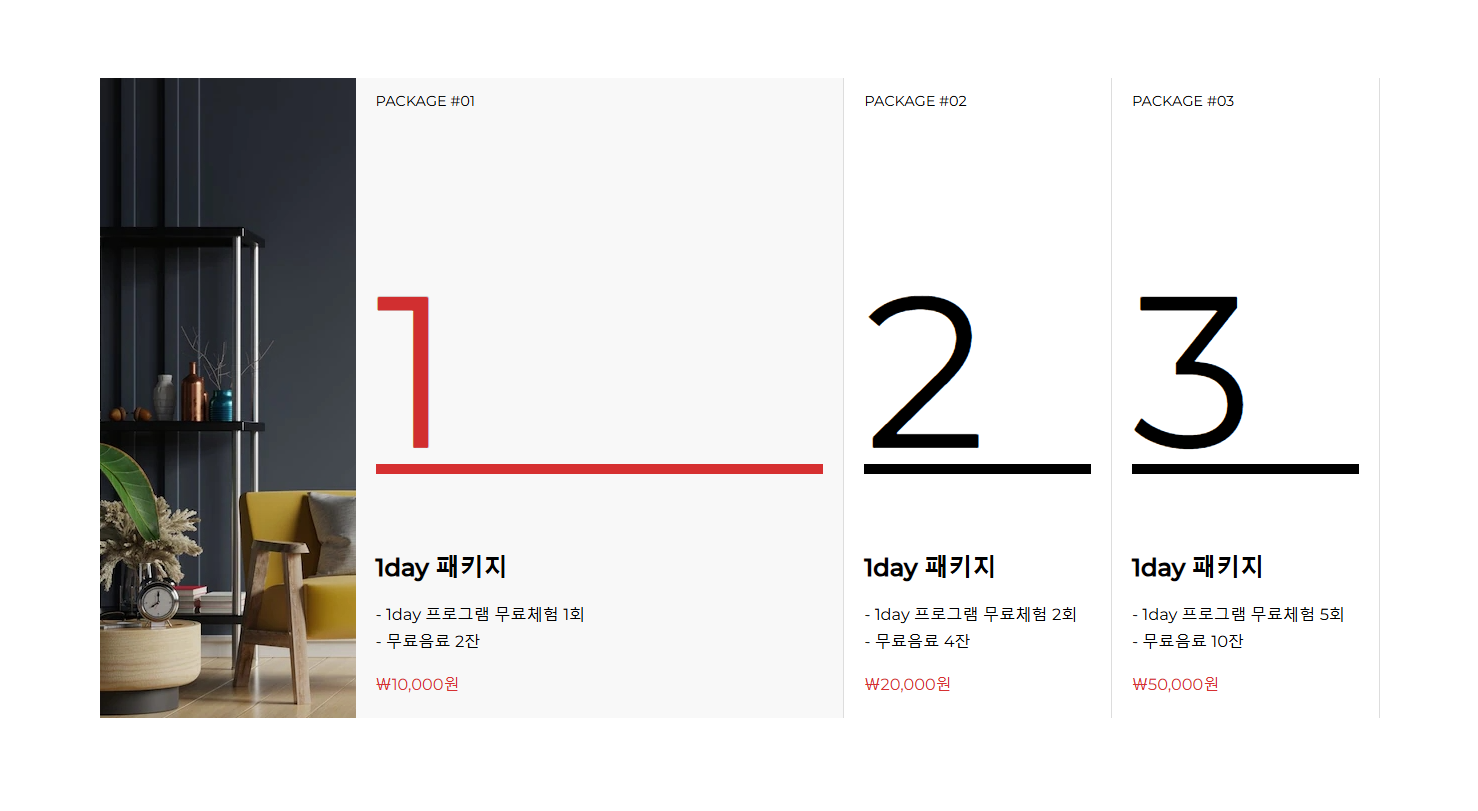 PACKAGE #01
1
1day 패키지
- 1day 프로그램 무료체험 1회
- 무료음료 2잔
₩10,000원
PACKAGE #02
2
1day 패키지
- 1day 프로그램 무료체험 2회
- 무료음료 4잔
₩20,000원
PACKAGE #03
3
1day 패키지
- 1day 프로그램 무료체험 5회
- 무료음료 10잔
₩50,000원